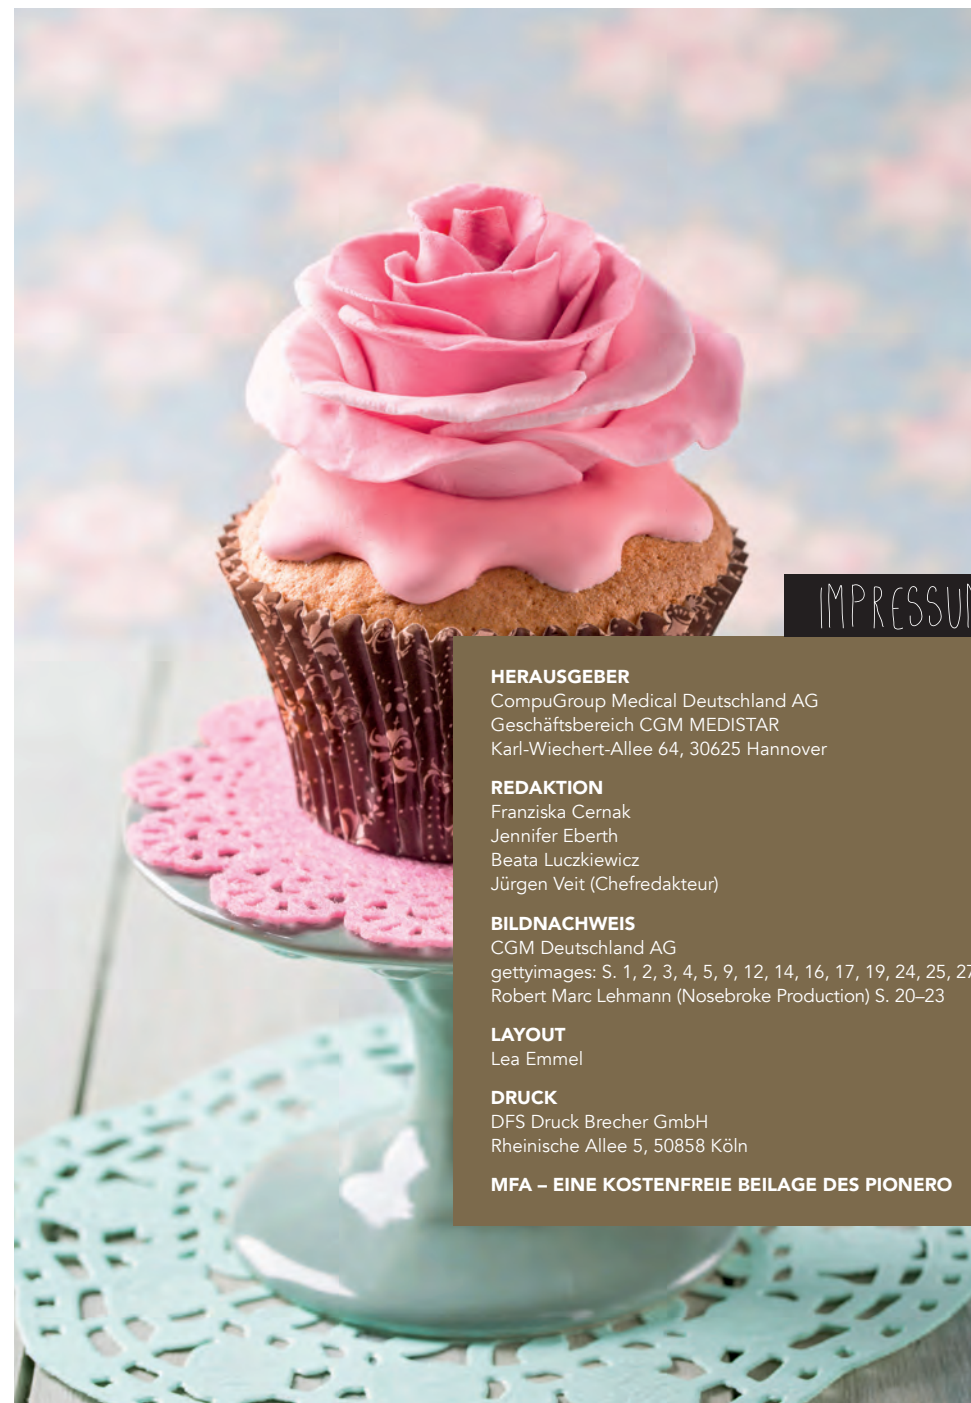 HERAUSGEBER
CompuGroup Medical Deutschland AG
Geschäftsbereich CGM MEDISTAR
Karl-Wiechert-Allee 64, 30625 Hannover
REDAKTION
Franziska Cernak
Jennifer Eberth
Beata Luczkiewicz
Jürgen Veit (Chefredakteur)
BILDNACHWEIS
CGM Deutschland AG
gettyimages: S. 1, 2, 3, 4, 5, 9, 12, 14, 16, 17, 19, 24, 25, 27
Robert Marc Lehmann (Nosebroke Production) S. 20–23
LAYOUT
Lea Emmel
DRUCK
DFS Druck Brecher GmbH
Rheinische Allee 5, 50858 Köln
MFA – EINE KOSTENFREIE BEILAGE DES PIONERO